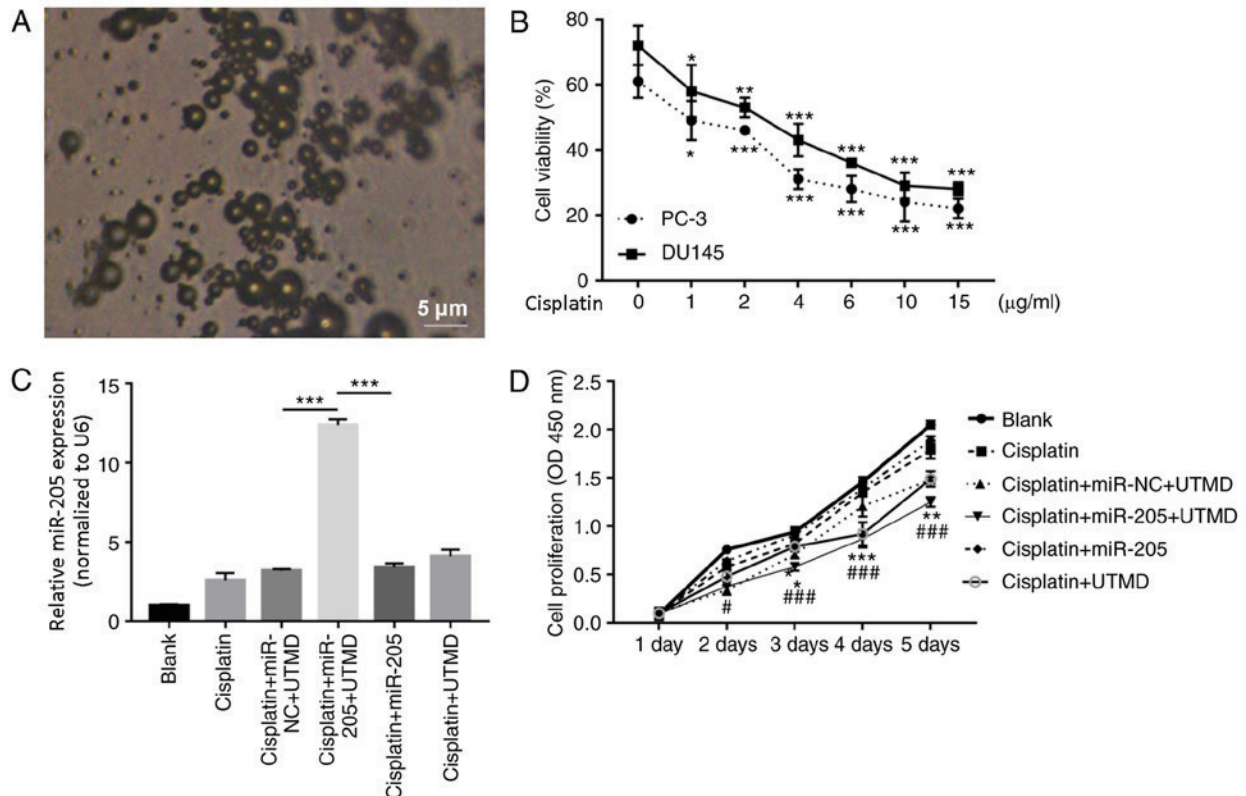 A
5 µm
B
Cell viability (%)
80
60
40
20
0
*
**
***
***
***
***
*
***
***
***
***
***
PC-3
DU145
Cisplatin
0 1 2 4 6 10 15 (µg/ml)
C
Relative miR-205 expression
(normalized to U6)
15
10
5
0
***
***
Blank
Cisplatin
Cisplatin+miR-
NC+UTMD
Cisplatin+miR-
205+UTMD
Cisplatin+miR-205
Cisplatin+UTMD
D
Cell proliferation (OD 450 nm)
2.5
2.0
1.5
1.0
0.5
0.0
#
*
*
###
***
###
**
###
1 day 2 days 3 days 4 days 5 days
Blank
Cisplatin
Cisplatin+miR-NC+UTMD
Cisplatin+miR-205+UTMD
Cisplatin+miR-205
Cisplatin+UTMD